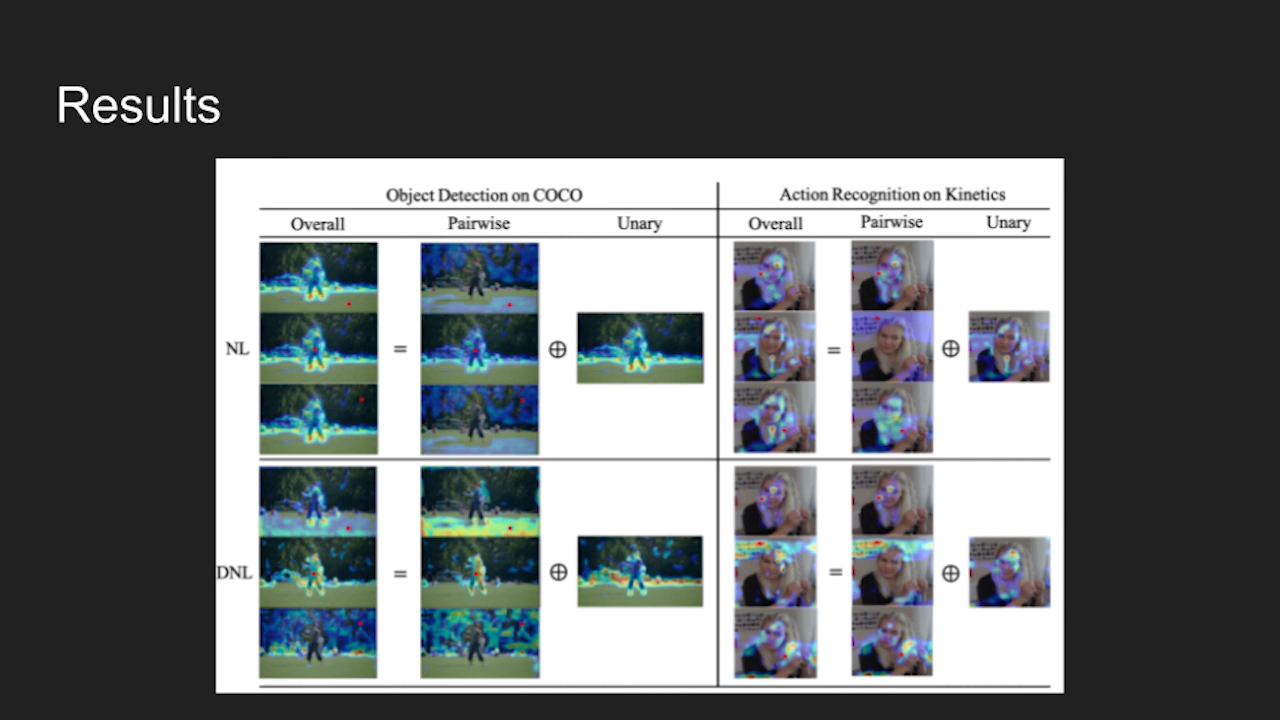 Results
Object Detection on COCO
Action Recognition on Kinetics
Overall Pairwise Unary Overall Pairwise Unary
NL = ⊕ = ⊕
DNL = ⊕ = ⊕